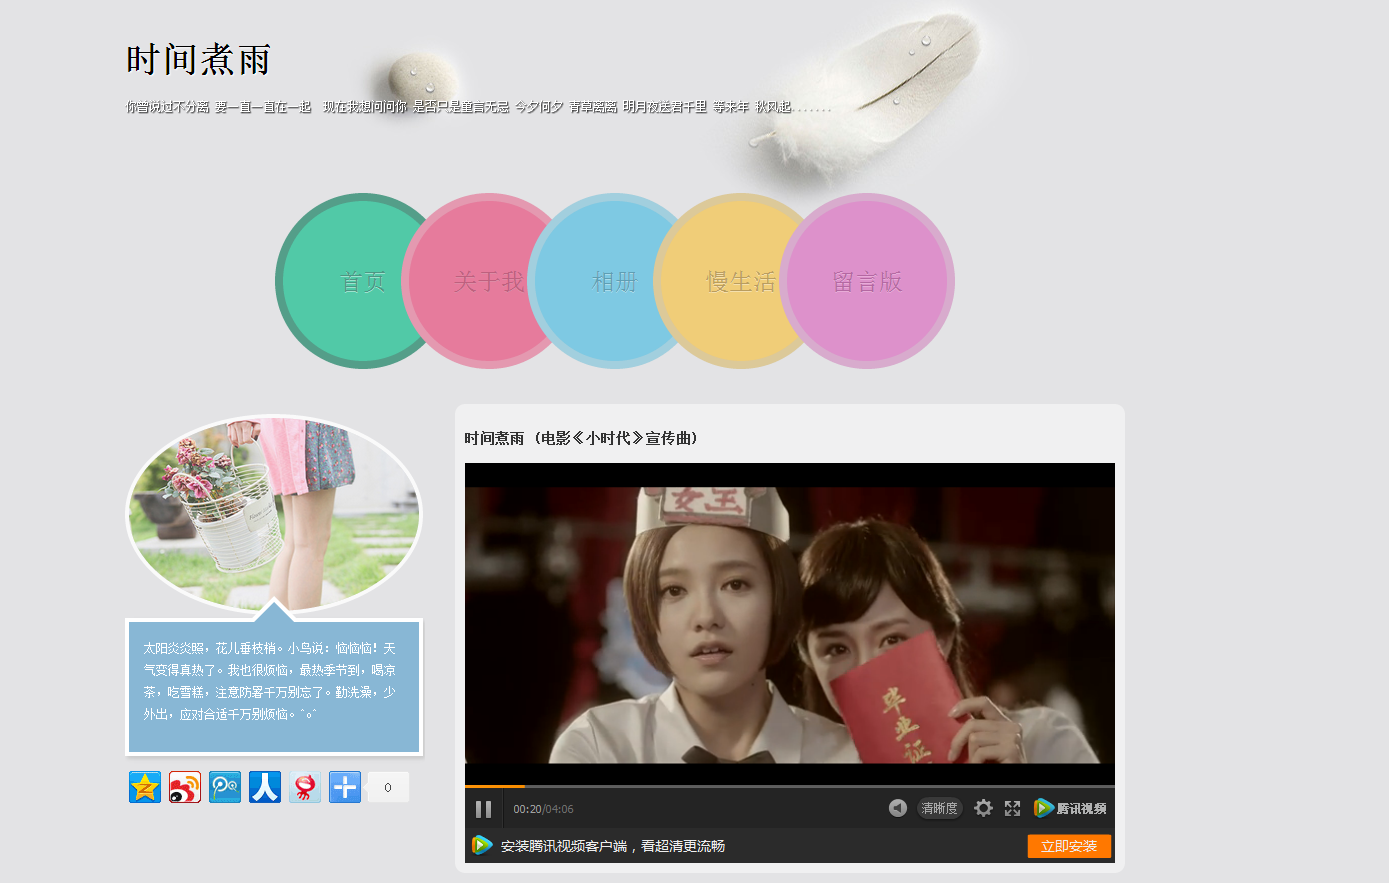 时间煮雨
你曾说过不分离 要一直一直在一起 现在我想问问你 是否只是童言无忌 今夕何夕 青草离离 明月夜送君千里 等来年 秋风起.......
首页
关于我
相册
慢生活
留言版
时间煮雨 (电影《小时代》宣传曲)
女王
毕业证
太阳炎炎照，花儿垂枝梢。小鸟说：恼恼恼！天
气变得真热了。我也很烦恼，最热季节到，喝凉
茶，吃雪糕，注意防署千万别忘了。勤洗澡，少
外出，应对合适千万别烦恼。^o^
0
00:20/04:06
清晰度
腾讯视频
安装腾讯视频客户端，看超清更流畅
立即安装